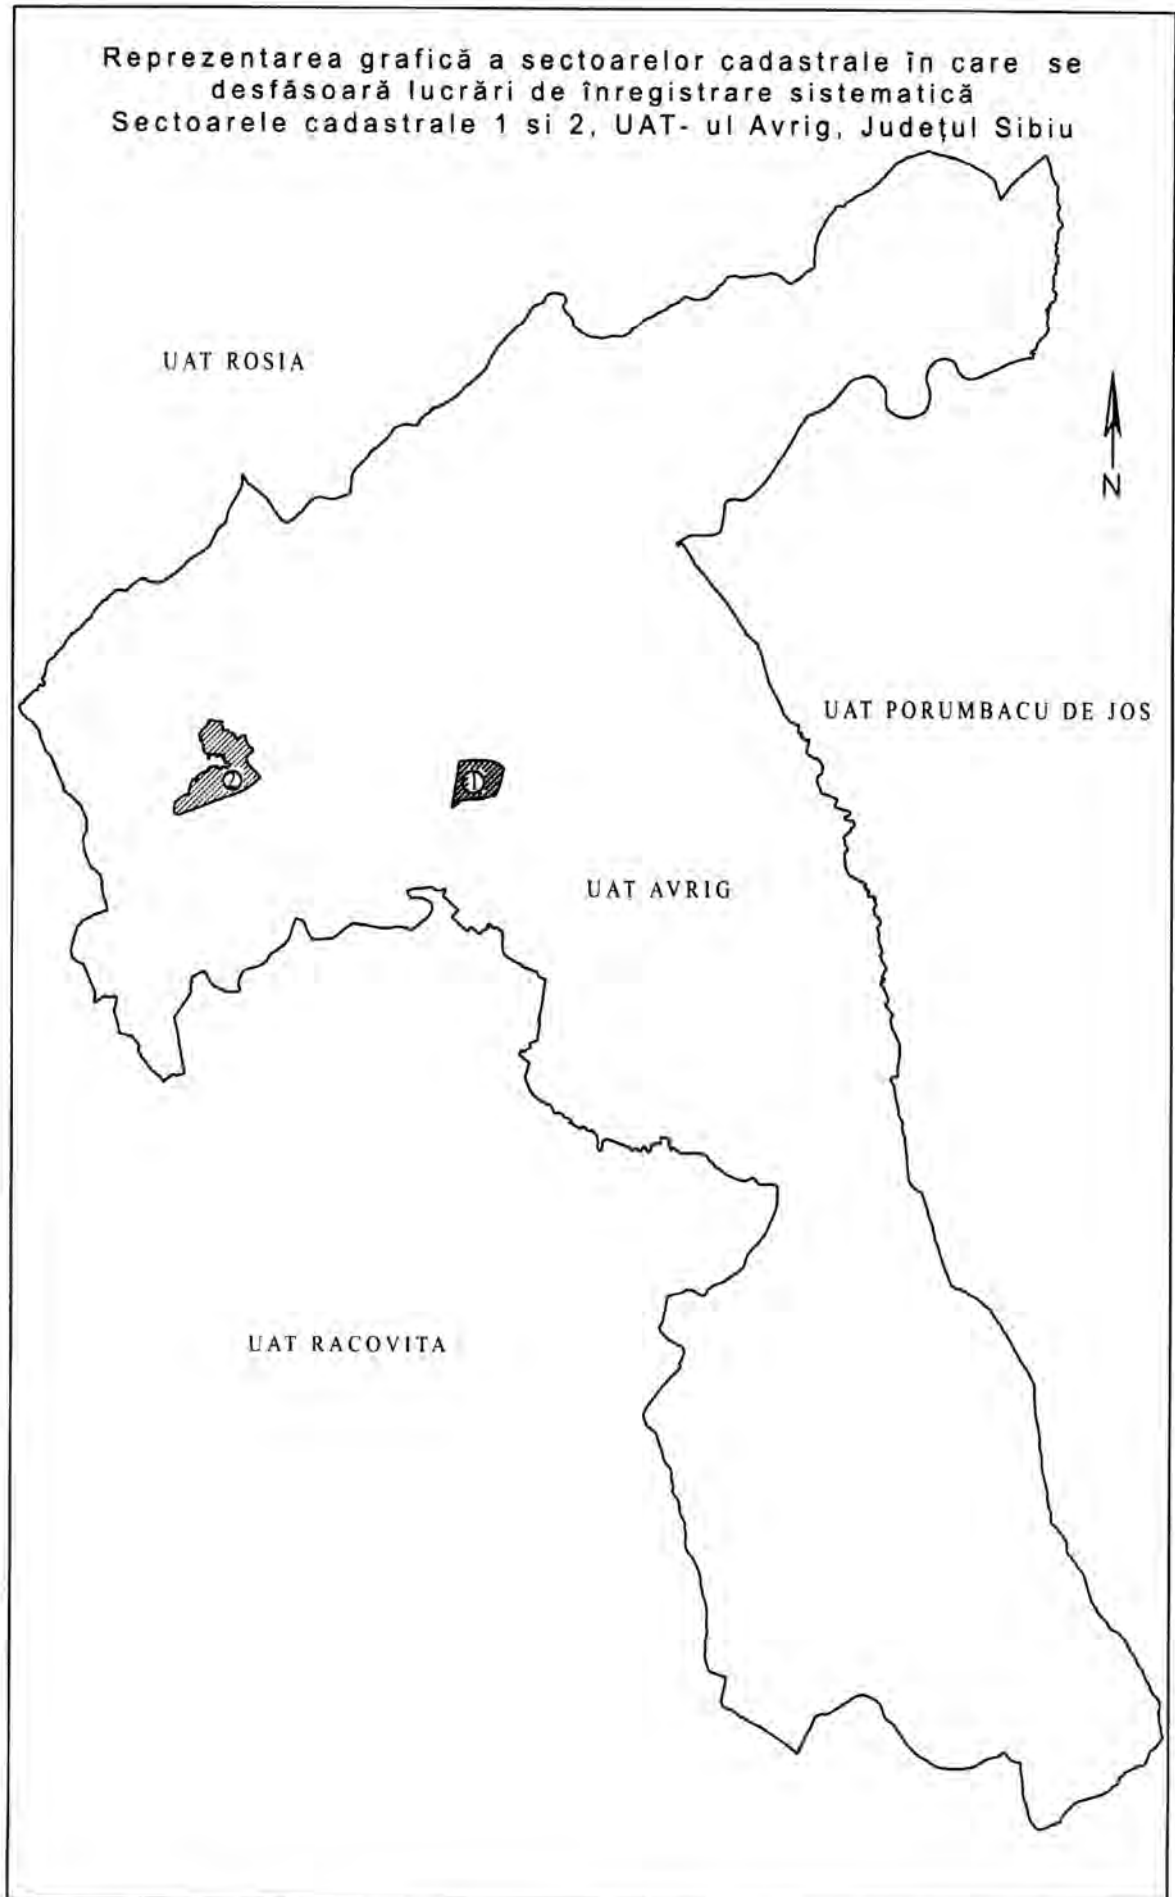 Reprezentarea grafică a sectoarelor cadastrale în care se
desfăsoară lucrări de înregistrare sistematică
Sectoarele cadastrale 1 si 2, UAT- ul Avrig, Județul Sibiu
UAT ROSIA
N
UAT PORUMBACU DE JOS
2
1
UAT AVRIG
UAT RACOVITA